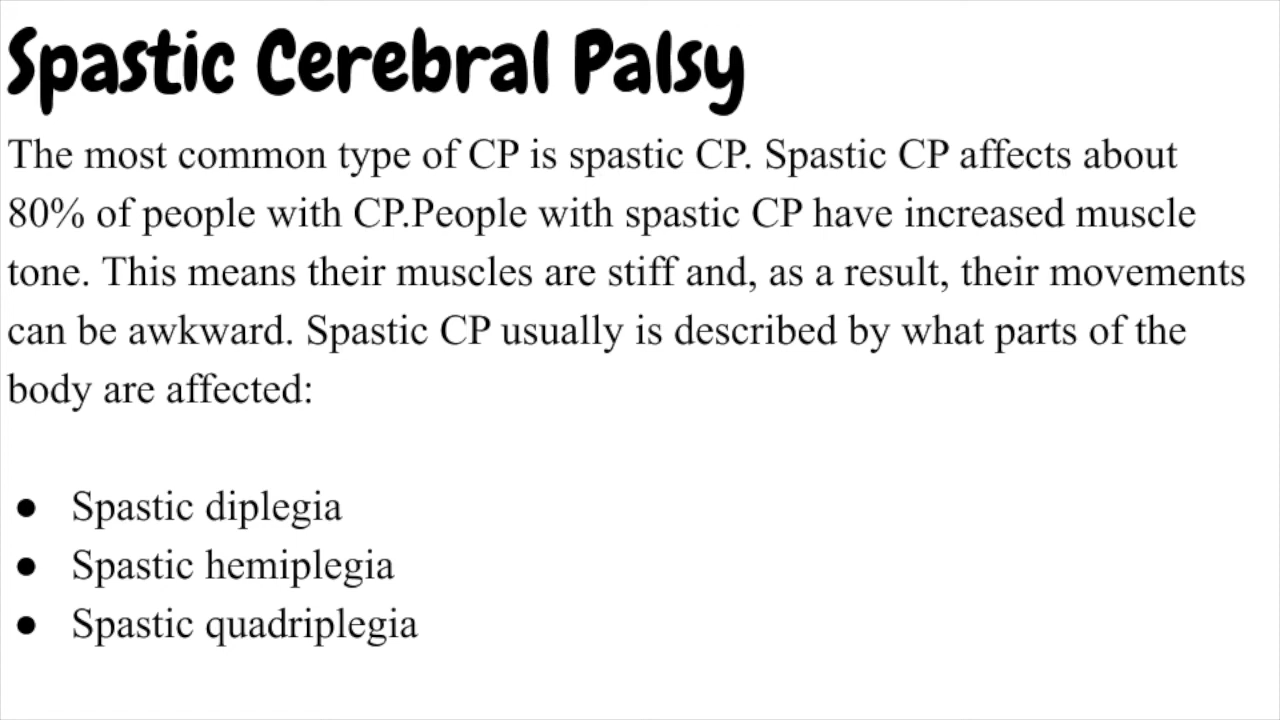 Spastic Cerebral Palsy
The most common type of CP is spastic CP. Spastic CP affects about
80% of people with CP.People with spastic CP have increased muscle
tone. This means their muscles are stiff and, as a result, their movements
can be awkward. Spastic CP usually is described by what parts of the
body are affected:
● Spastic diplegia
● Spastic hemiplegia
● Spastic quadriplegia